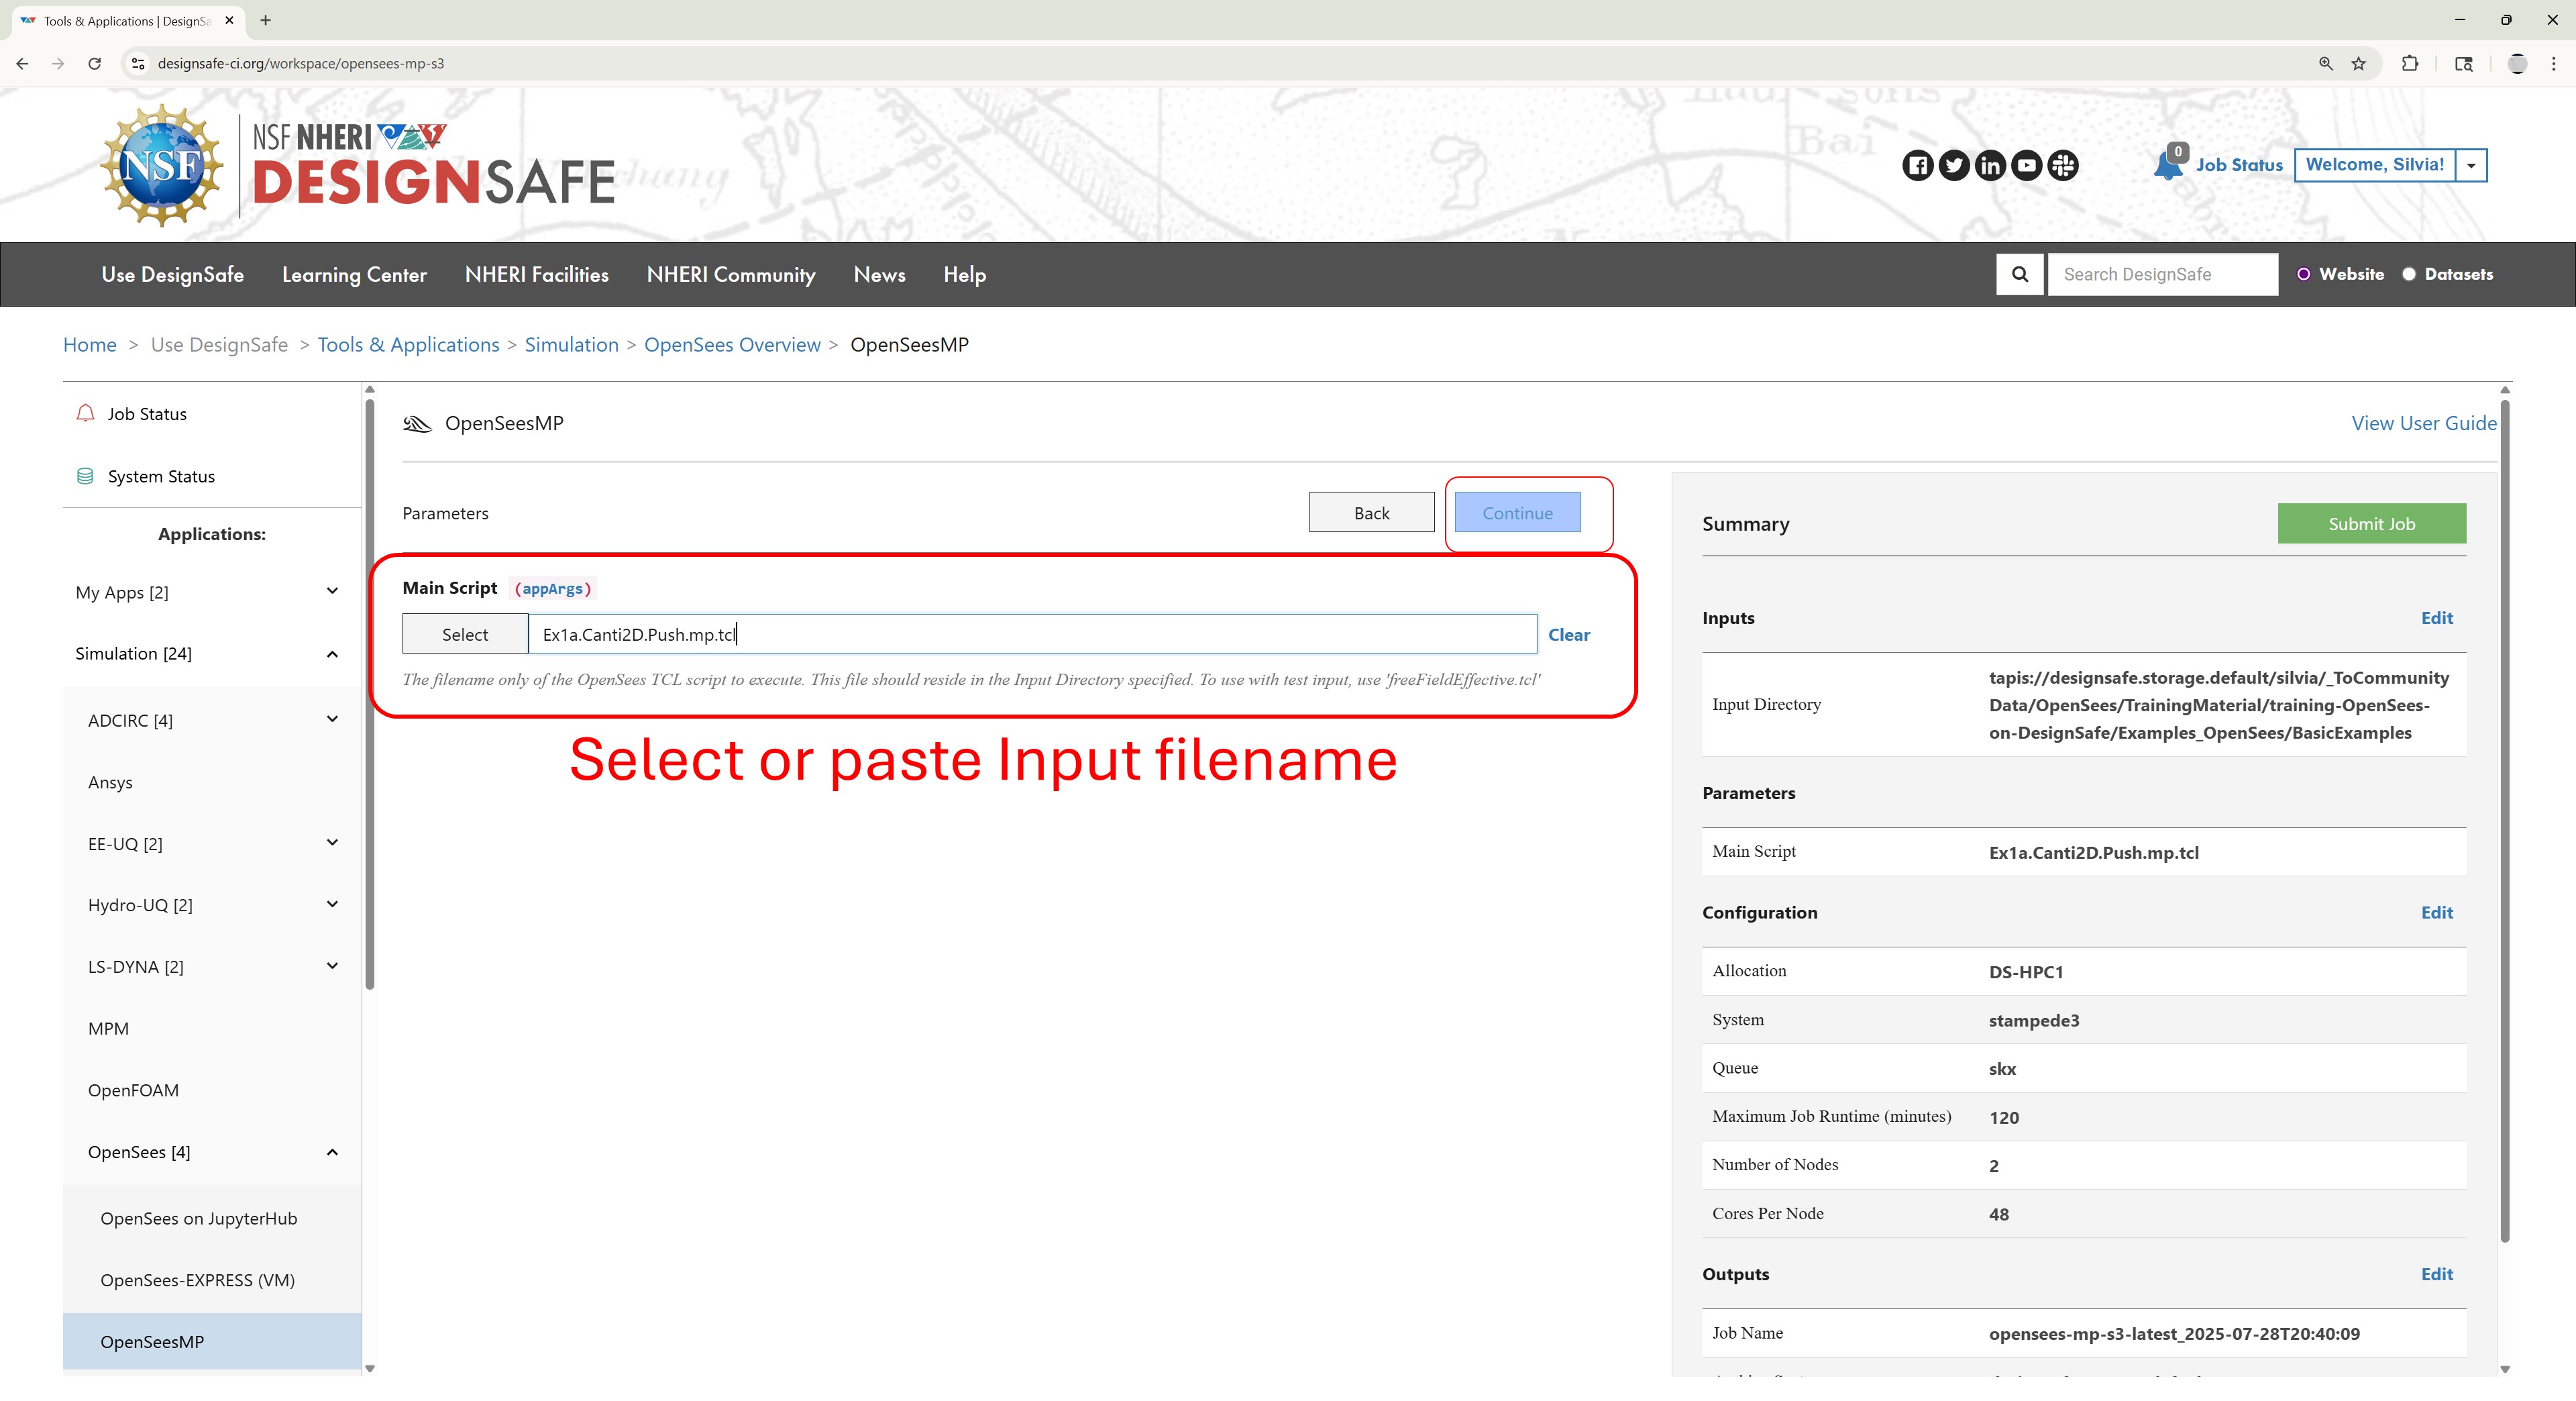 Tools & Applications | DesignSa
designsafe-ci.org/workspace/opensees-mp-s3
NSF
NSF NHERI
DESIGNSAFE
0
Job Status
Welcome, Silvia!
Use DesignSafe
Learning Center
NHERI Facilities
NHERI Community
News
Help
Search DesignSafe
Website
Datasets
Home > Use DesignSafe > Tools & Applications > Simulation > OpenSees Overview > OpenSeesMP
Job Status
System Status
Applications:
My Apps [2]
Simulation [24]
ADCIRC [4]
Ansys
EE-UQ [2]
Hydro-UQ [2]
LS-DYNA [2]
MPM
OpenFOAM
OpenSees [4]
OpenSees on JupyterHub
OpenSees-EXPRESS (VM)
OpenSeesMP
OpenSeesMP
View User Guide
Parameters
Back
Continue
Main Script (appArgs)
Select
Ex1a.Canti2D.Push.mp.tcl
Clear
The filename only of the OpenSees TCL script to execute. This file should reside in the Input Directory specified. To use with test input, use 'freeFieldEffective.tcl'
Select or paste Input filename
Summary
Submit Job
Inputs
Edit
Input Directory
tapis://designsafe.storage.default/silvia/_ToCommunity
Data/OpenSees/TrainingMaterial/training-OpenSees-
on-DesignSafe/Examples_OpenSees/BasicExamples
Parameters
Main Script
Ex1a.Canti2D.Push.mp.tcl
Configuration
Edit
Allocation
DS-HPC1
System
stampede3
Queue
skx
Maximum Job Runtime (minutes)
120
Number of Nodes
2
Cores Per Node
48
Outputs
Edit
Job Name
opensees-mp-s3-latest_2025-07-28T20:40:09